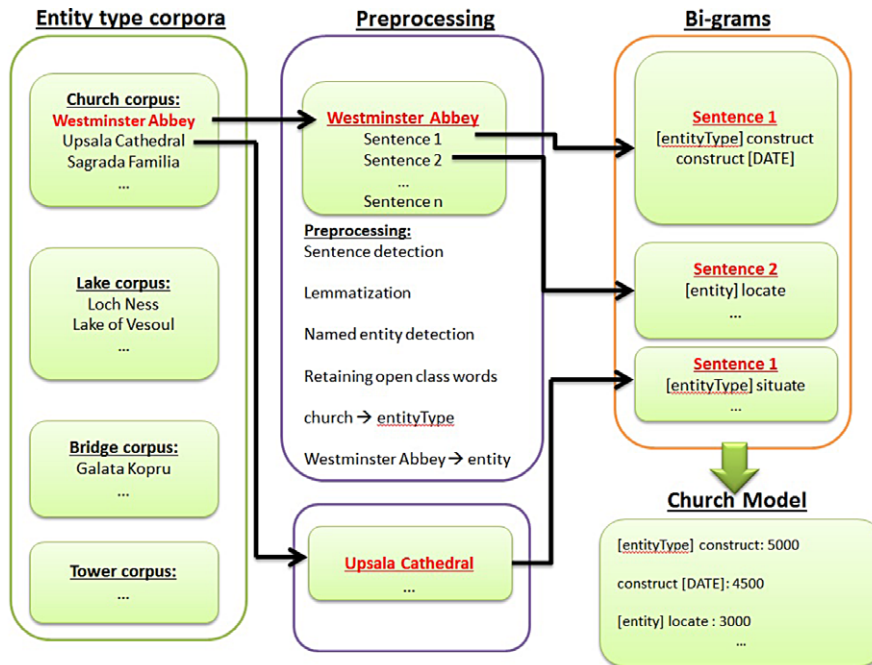 Entity type corpora
Church corpus:
Westminster Abbey
Upsala Cathedral
Sagrada Familia
...
Lake corpus:
Loch Ness
Lake of Vesoul
...
Bridge corpus:
Galata Kopru
...
Tower corpus:
...
Preprocessing
Westminster Abbey
Sentence 1
Sentence 2
...
Sentence n
Preprocessing:
Sentence detection
Lemmatization
Named entity detection
Retaining open class words
church → entityType
Westminster Abbey → entity
Upsala Cathedral
...
Bi-grams
Sentence 1
[entityType] construct
construct [DATE]
Sentence 2
[entity] locate
...
Sentence 1
[entityType] situate
...
Church Model
[entityType] construct: 5000
construct [DATE]: 4500
[entity] locate : 3000
...